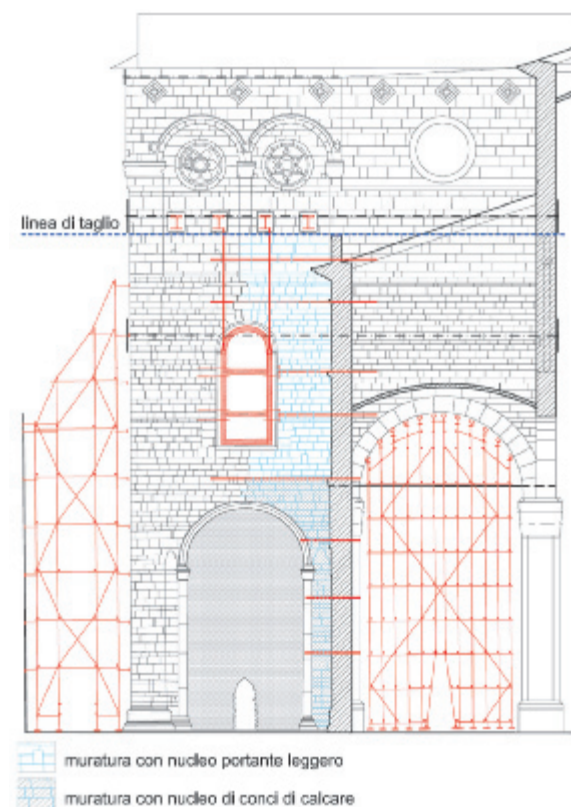 linea di taglio
muratura con nucleo portante leggero
muratura con nucleo di conci di calcare